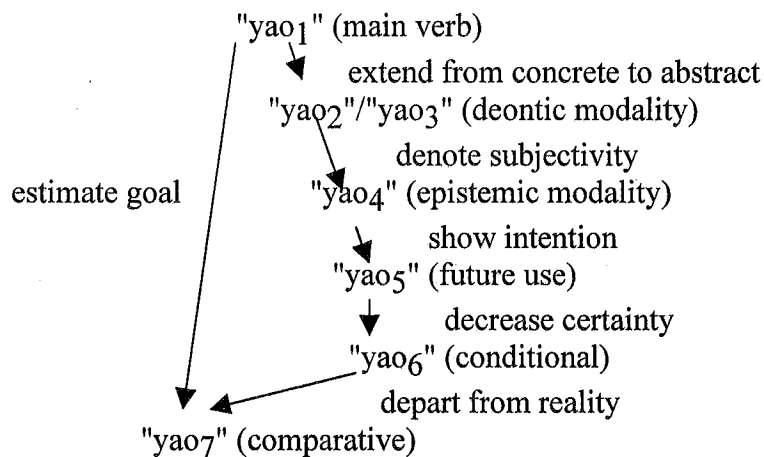 "yao1" (main verb)
extend from concrete to abstract
"yao2"/"yao3" (deontic modality)
denote subjectivity
estimate goal
"yao4" (epistemic modality)
show intention
"yao5" (future use)
decrease certainty
"yao6" (conditional)
depart from reality
"yao7" (comparative)